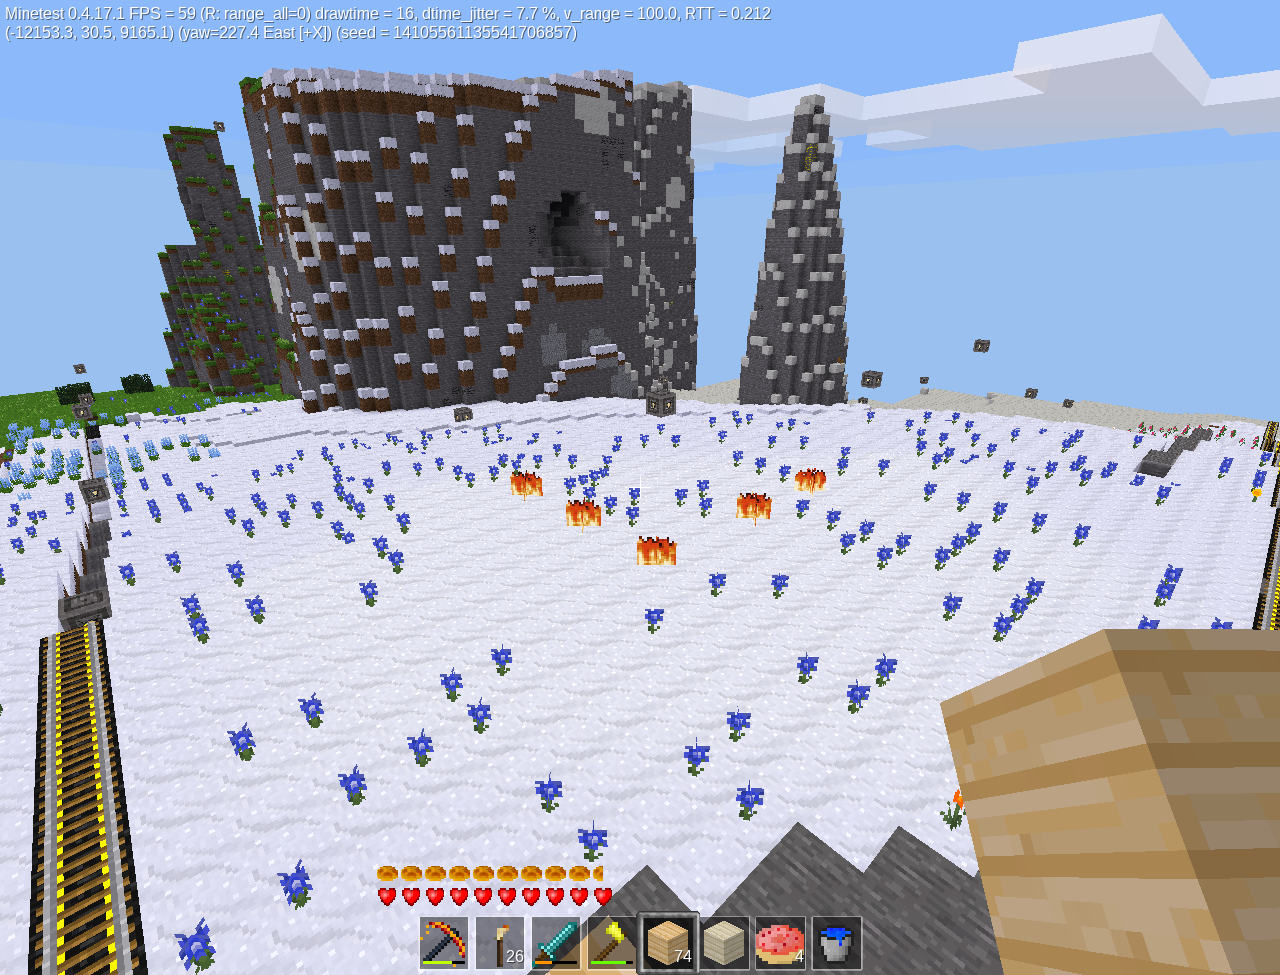 Minetest 0.4.17.1 FPS = 59 (R: range_all=0) drawtime = 16, dtime_jitter = 7.7 %, v_range = 100.0, RTT = 0.212
(-12153.3, 30.5, 9165.1) (yaw=227.4 East [+X]) (seed = 14105561135541706857)
26
74
4